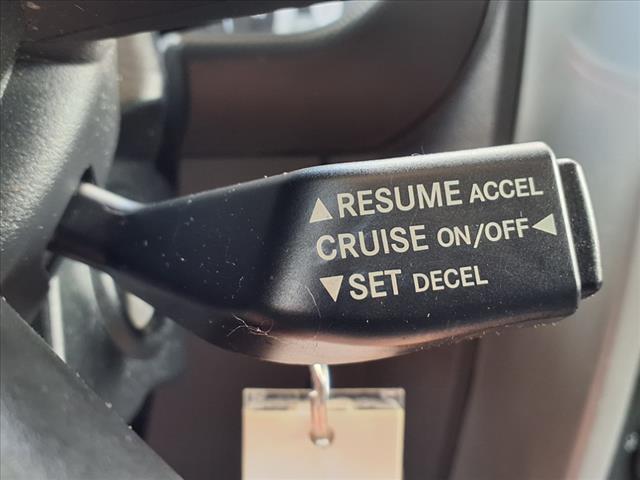 ▲RESUME ACCEL
CRUISE ON/OFF◀
▼SET DECEL